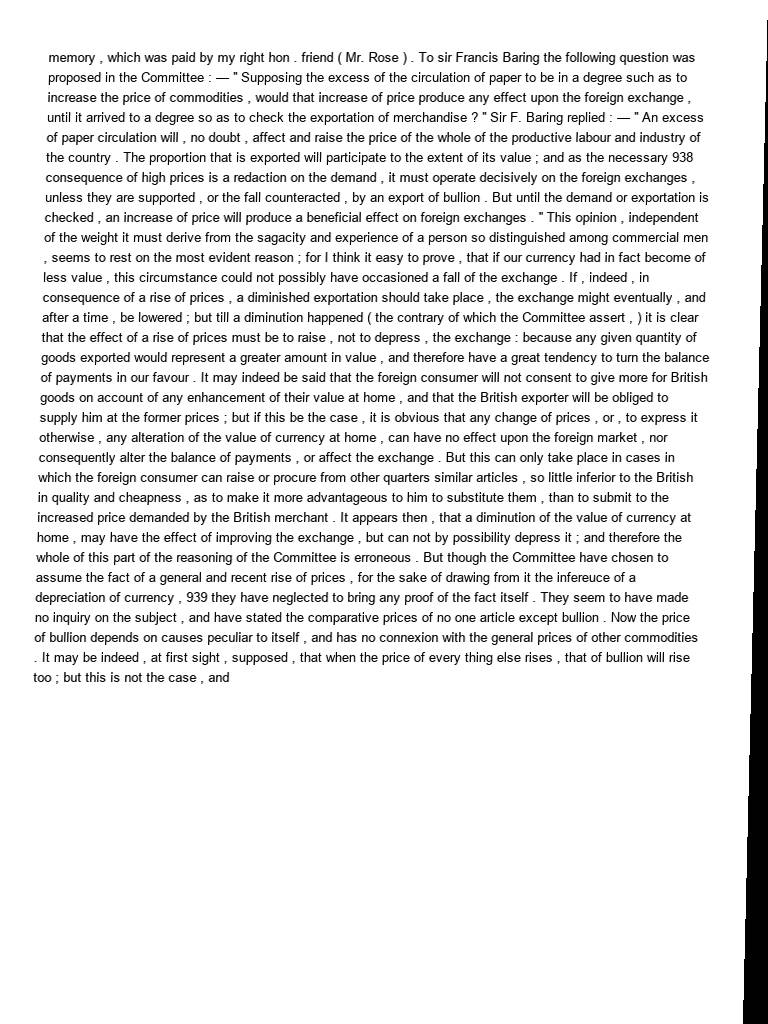 memory , which was paid by my right hon . friend ( Mr. Rose ) . To sir Francis Baring the following question was
proposed in the Committee : — " Supposing the excess of the circulation of paper to be in a degree such as to
increase the price of commodities , would that increase of price produce any effect upon the foreign exchange ,
until it arrived to a degree so as to check the exportation of merchandise ? " Sir F. Baring replied : — " An excess
of paper circulation will , no doubt , affect and raise the price of the whole of the productive labour and industry of
the country . The proportion that is exported will participate to the extent of its value ; and as the necessary 938
consequence of high prices is a redaction on the demand , it must operate decisively on the foreign exchanges ,
unless they are supported , or the fall counteracted , by an export of bullion . But until the demand or exportation is
checked , an increase of price will produce a beneficial effect on foreign exchanges . " This opinion , independent
of the weight it must derive from the sagacity and experience of a person so distinguished among commercial men
, seems to rest on the most evident reason ; for I think it easy to prove , that if our currency had in fact become of
less value , this circumstance could not possibly have occasioned a fall of the exchange . If , indeed , in
consequence of a rise of prices , a diminished exportation should take place , the exchange might eventually , and
after a time , be lowered ; but till a diminution happened ( the contrary of which the Committee assert , ) it is clear
that the effect of a rise of prices must be to raise , not to depress , the exchange : because any given quantity of
goods exported would represent a greater amount in value , and therefore have a great tendency to turn the balance
of payments in our favour . It may indeed be said that the foreign consumer will not consent to give more for British
goods on account of any enhancement of their value at home , and that the British exporter will be obliged to
supply him at the former prices ; but if this be the case , it is obvious that any change of prices , or , to express it
otherwise , any alteration of the value of currency at home , can have no effect upon the foreign market , nor
consequently alter the balance of payments , or affect the exchange . But this can only take place in cases in
which the foreign consumer can raise or procure from other quarters similar articles , so little inferior to the British
in quality and cheapness , as to make it more advantageous to him to substitute them , than to submit to the
increased price demanded by the British merchant . It appears then , that a diminution of the value of currency at
home , may have the effect of improving the exchange , but can not by possibility depress it ; and therefore the
whole of this part of the reasoning of the Committee is erroneous . But though the Committee have chosen to
assume the fact of a general and recent rise of prices , for the sake of drawing from it the infereuce of a
depreciation of currency , 939 they have neglected to bring any proof of the fact itself . They seem to have made
no inquiry on the subject , and have stated the comparative prices of no one article except bullion . Now the price
of bullion depends on causes peculiar to itself , and has no connexion with the general prices of other commodities
. It may be indeed , at first sight , supposed , that when the price of every thing else rises , that of bullion will rise
too ; but this is not the case , and